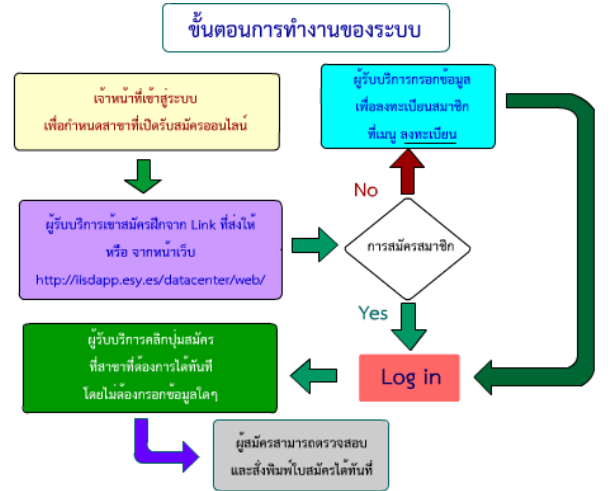 ขั้นตอนการทำงานของระบบ
เจ้าหน้าที่เข้าสู่ระบบ
เพื่อกำหนดสาขาที่เปิดรับสมัครออนไลน์
ผู้รับบริการกรอกข้อมูล
เพื่อลงทะเบียนสมาชิก
ที่เมนู ลงทะเบียน
No
ผู้รับบริการเข้าสมัครฝึกจาก Link ที่ส่งให้
หรือ จากหน้าเว็บ
http://iisdapp.esy.es/datacenter/web/
การสมัครสมาชิก
Yes
ผู้รับบริการคลิกปุ่มสมัคร
ที่สาขาที่ต้องการได้ทันที
โดยไม่ต้องกรอกข้อมูลใดๆ
Log in
ผู้สมัครสามารถตรวจสอบ
และสั่งพิมพ์ใบสมัครได้ทันที่